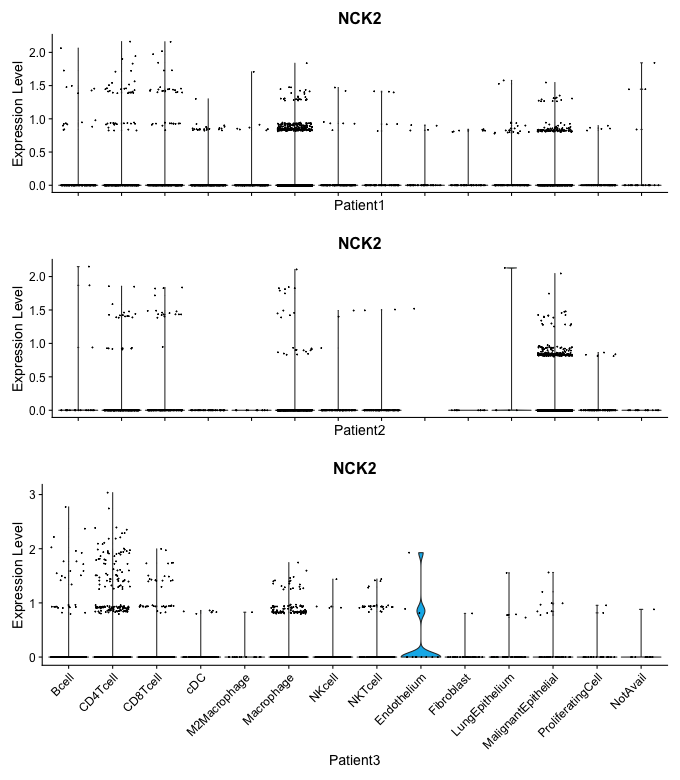 NCK2
Expression Level
2.0
1.5
1.0
0.5
0.0
Patient1
NCK2
Expression Level
2.0
1.5
1.0
0.5
0.0
Patient2
NCK2
Expression Level
3
2
1
0
Bcell
CD4Tcell
CD8Tcell
cDC
M2Macrophage
Macrophage
NKcell
NKTcell
Endothelium
Fibroblast
LungEpithelium
MalignantEpithelial
ProliferatingCell
NotAvail
Patient3